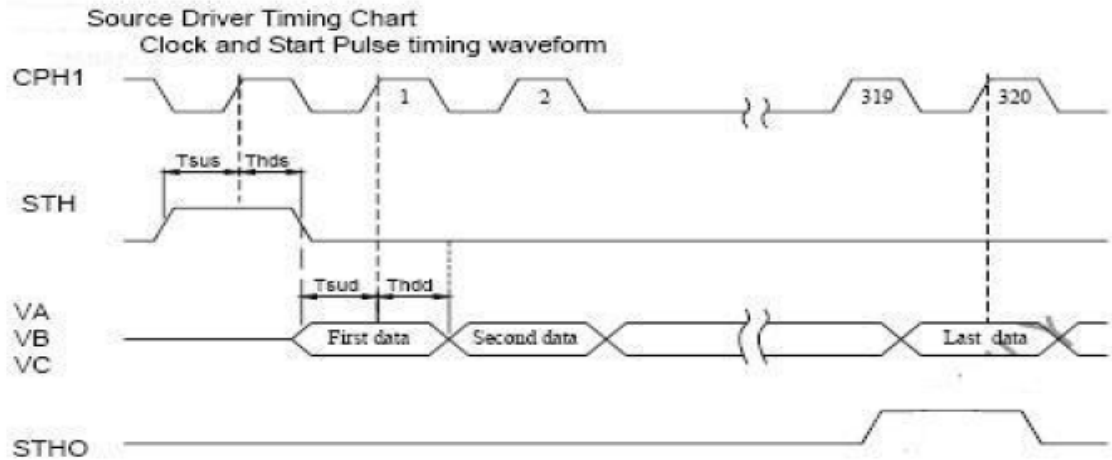 Source Driver Timing Chart
Clock and Start Pulse timing waveform
CPH1
1 2 319 320
Tsus Thds
STH
Tsud Thdd
VA
VB First data Second data Last data
VC
STHO